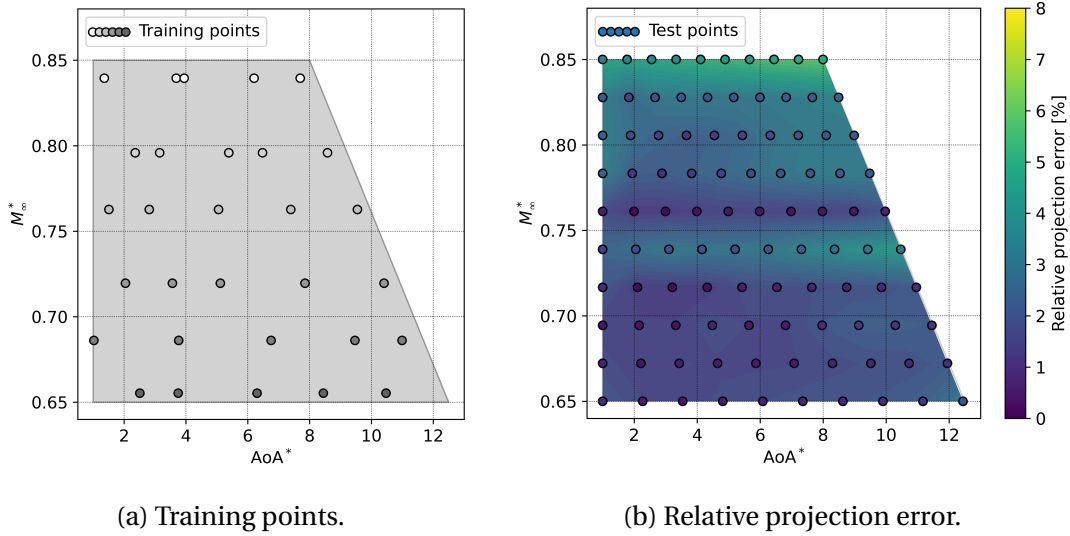 Training points
0.85
0.80
0.75
0.70
0.65
M*∞
2 4 6 8 10 12
AoA*
(a) Training points.
Test points
0.85
0.80
0.75
0.70
0.65
M*∞
2 4 6 8 10 12
AoA*
8
7
6
5
4
3
2
1
0
Relative projection error [%]
(b) Relative projection error.